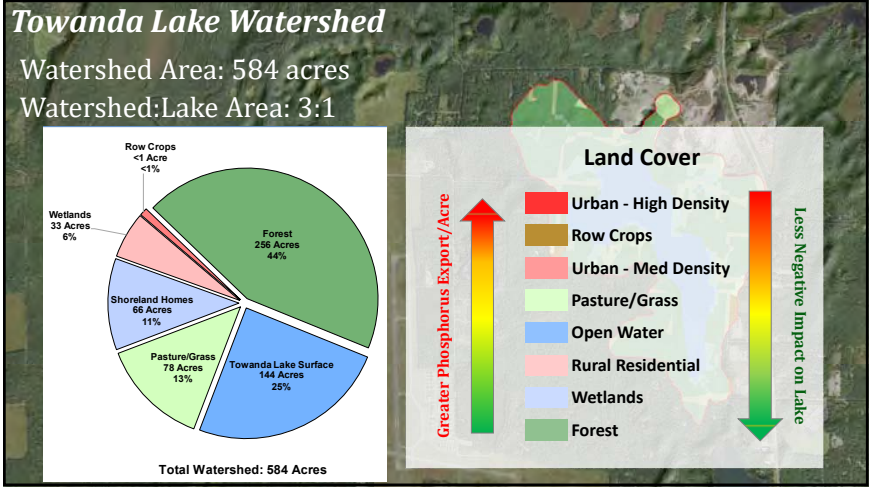 Towanda Lake Watershed
Watershed Area: 584 acres
Watershed:Lake Area: 3:1
Row Crops
<1 Acre
<1%
Wetlands
33 Acres
6%
Forest
256 Acres
44%
Shoreland Homes
66 Acres
11%
Pasture/Grass
78 Acres
13%
Towanda Lake Surface
144 Acres
25%
Total Watershed: 584 Acres
Land Cover
Greater Phosphorus Export/Acre
Urban - High Density
Row Crops
Urban - Med Density
Pasture/Grass
Open Water
Rural Residential
Wetlands
Forest
Less Negative Impact on Lake